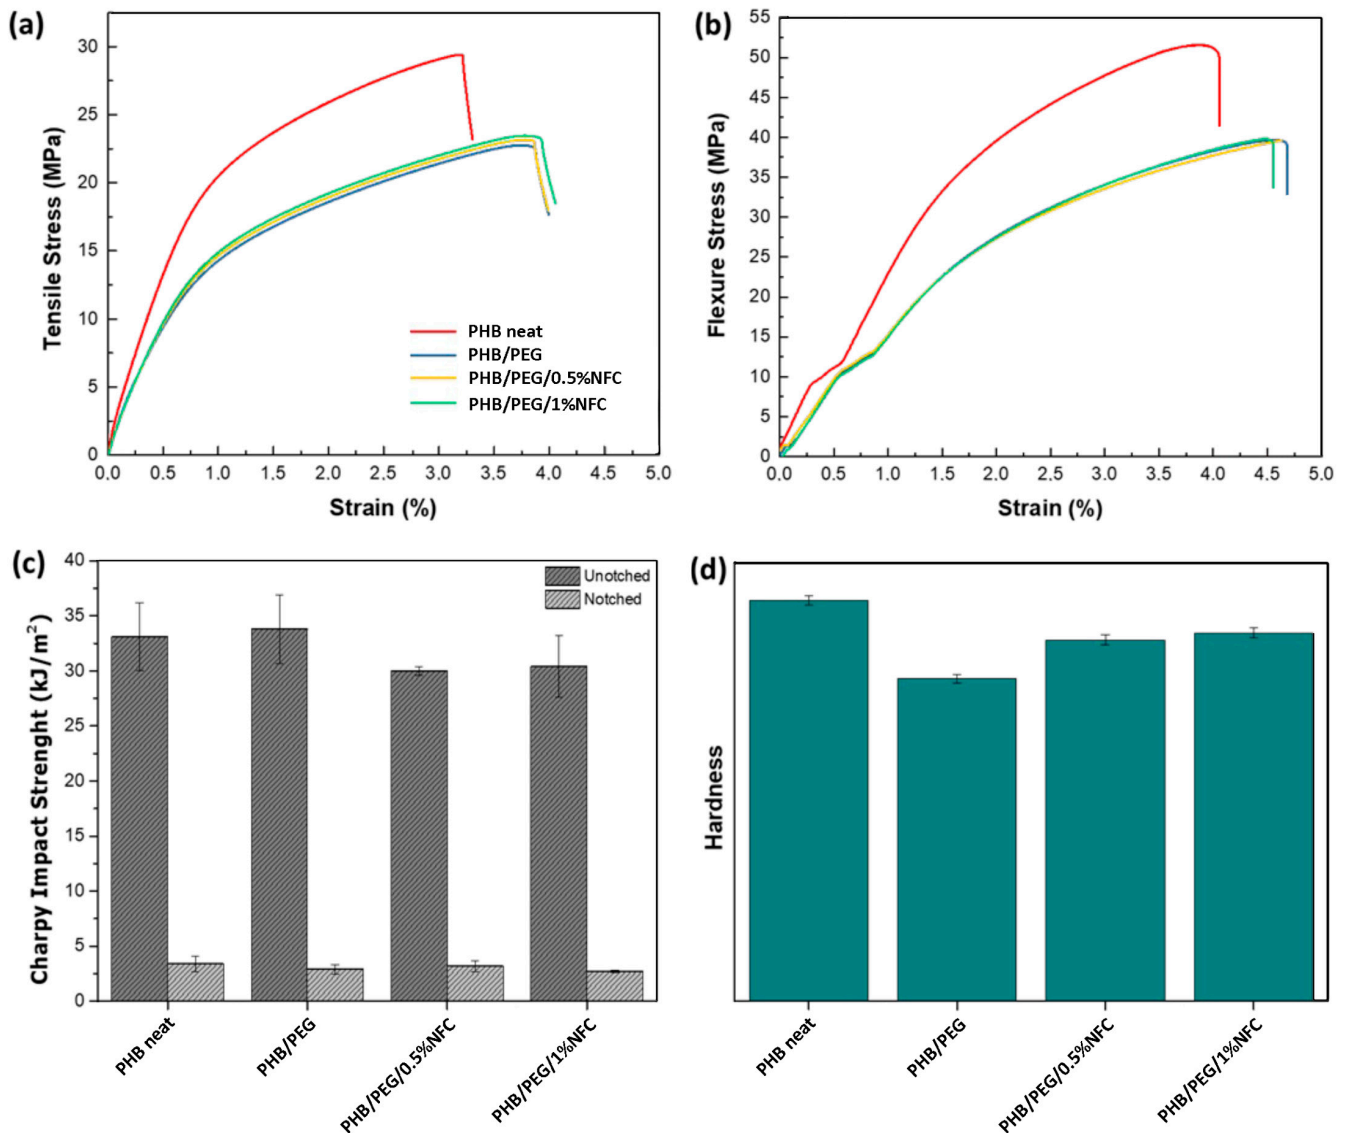 (a)
Tensile Stress (MPa)
30
25
20
15
10
5
0
0.0 0.5 1.0 1.5 2.0 2.5 3.0 3.5 4.0 4.5 5.0
Strain (%)
PHB neat
PHB/PEG
PHB/PEG/0.5%NFC
PHB/PEG/1%NFC
(b)
Flexure Stress (MPa)
55
50
45
40
35
30
25
20
15
10
5
0
0.0 0.5 1.0 1.5 2.0 2.5 3.0 3.5 4.0 4.5 5.0
Strain (%)
(c)
Charpy Impact Strenght (kJ/m²)
40
35
30
25
20
15
10
5
0
Unotched
Notched
PHB neat
PHB/PEG
PHB/PEG/0.5%NFC
PHB/PEG/1%NFC
(d)
Hardness
PHB neat
PHB/PEG
PHB/PEG/0.5%NFC
PHB/PEG/1%NFC